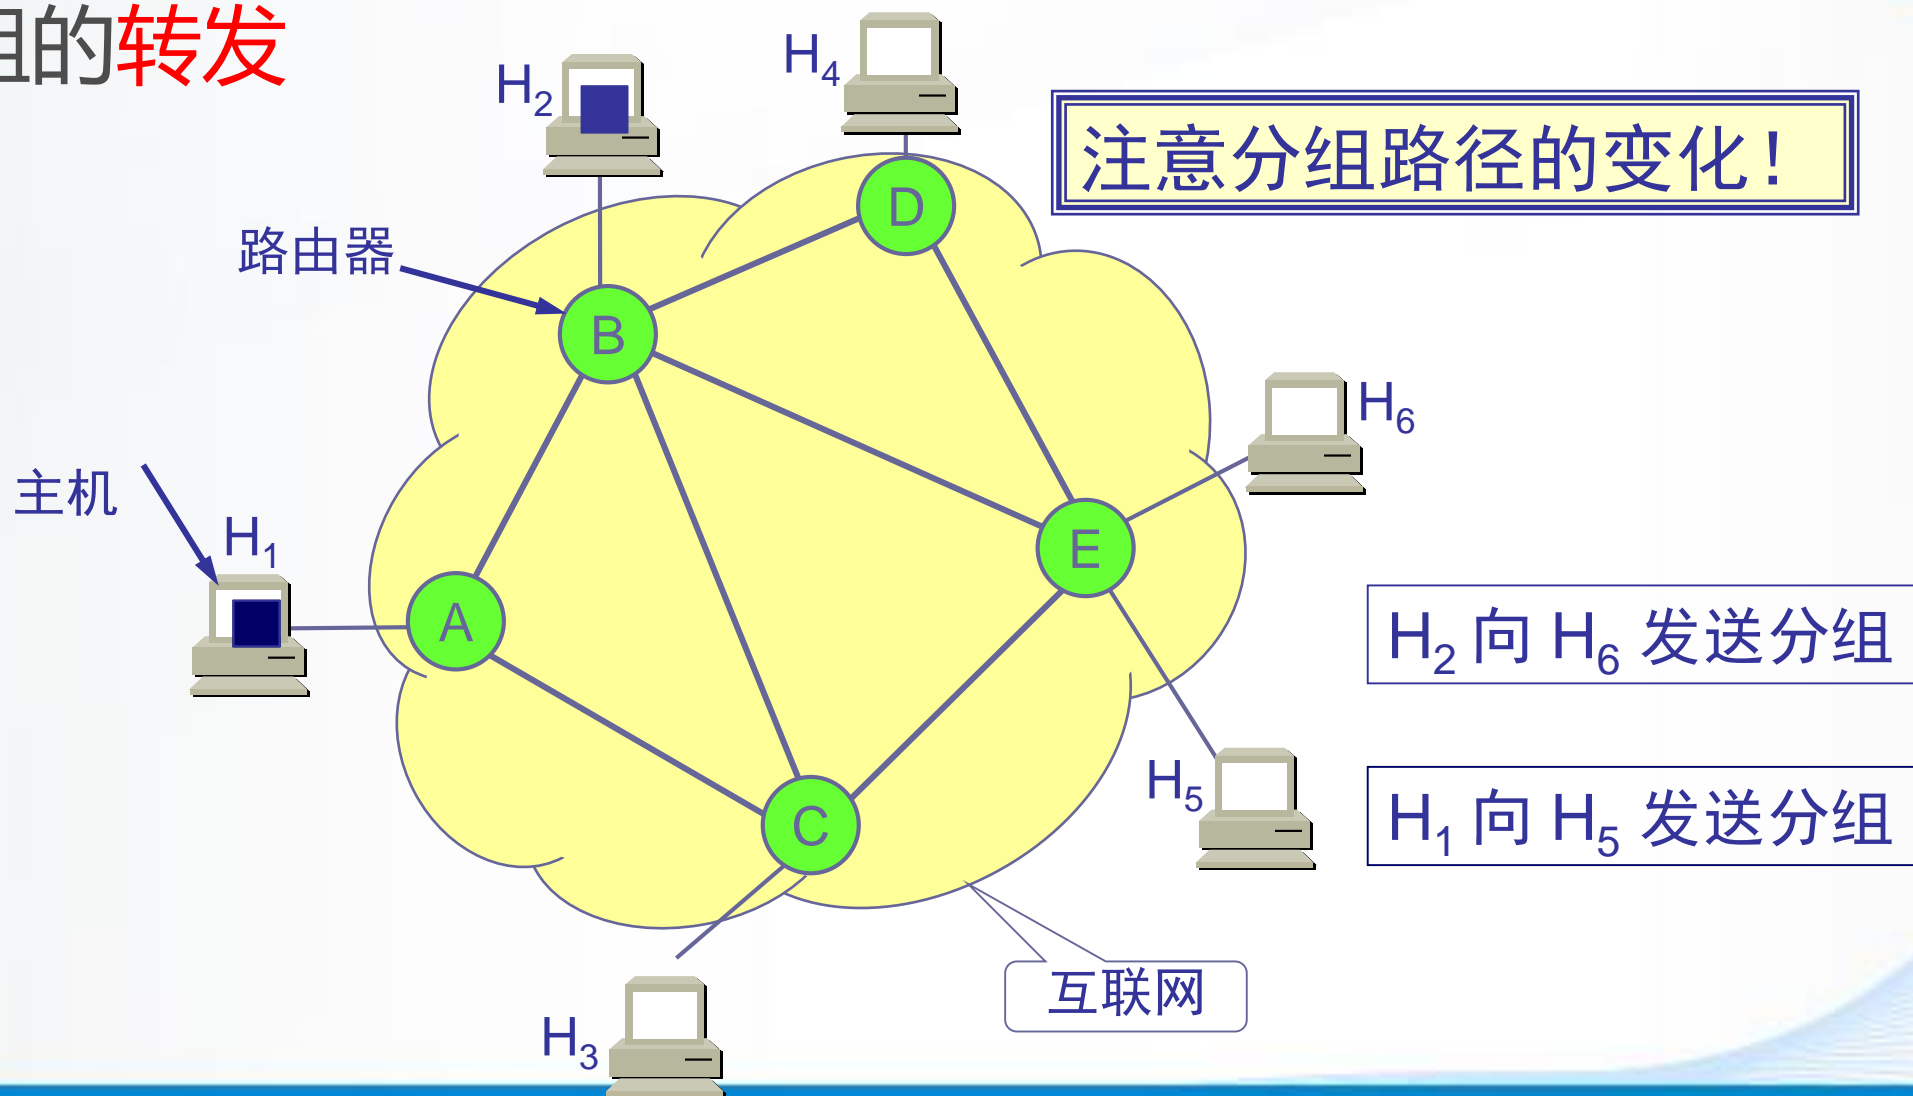 组的转发
H2
H4
注意分组路径的变化！
D
路由器
B
H6
主机
H1
E
A
H2 向 H6 发送分组
H5
C
H1 向 H5 发送分组
互联网
H3